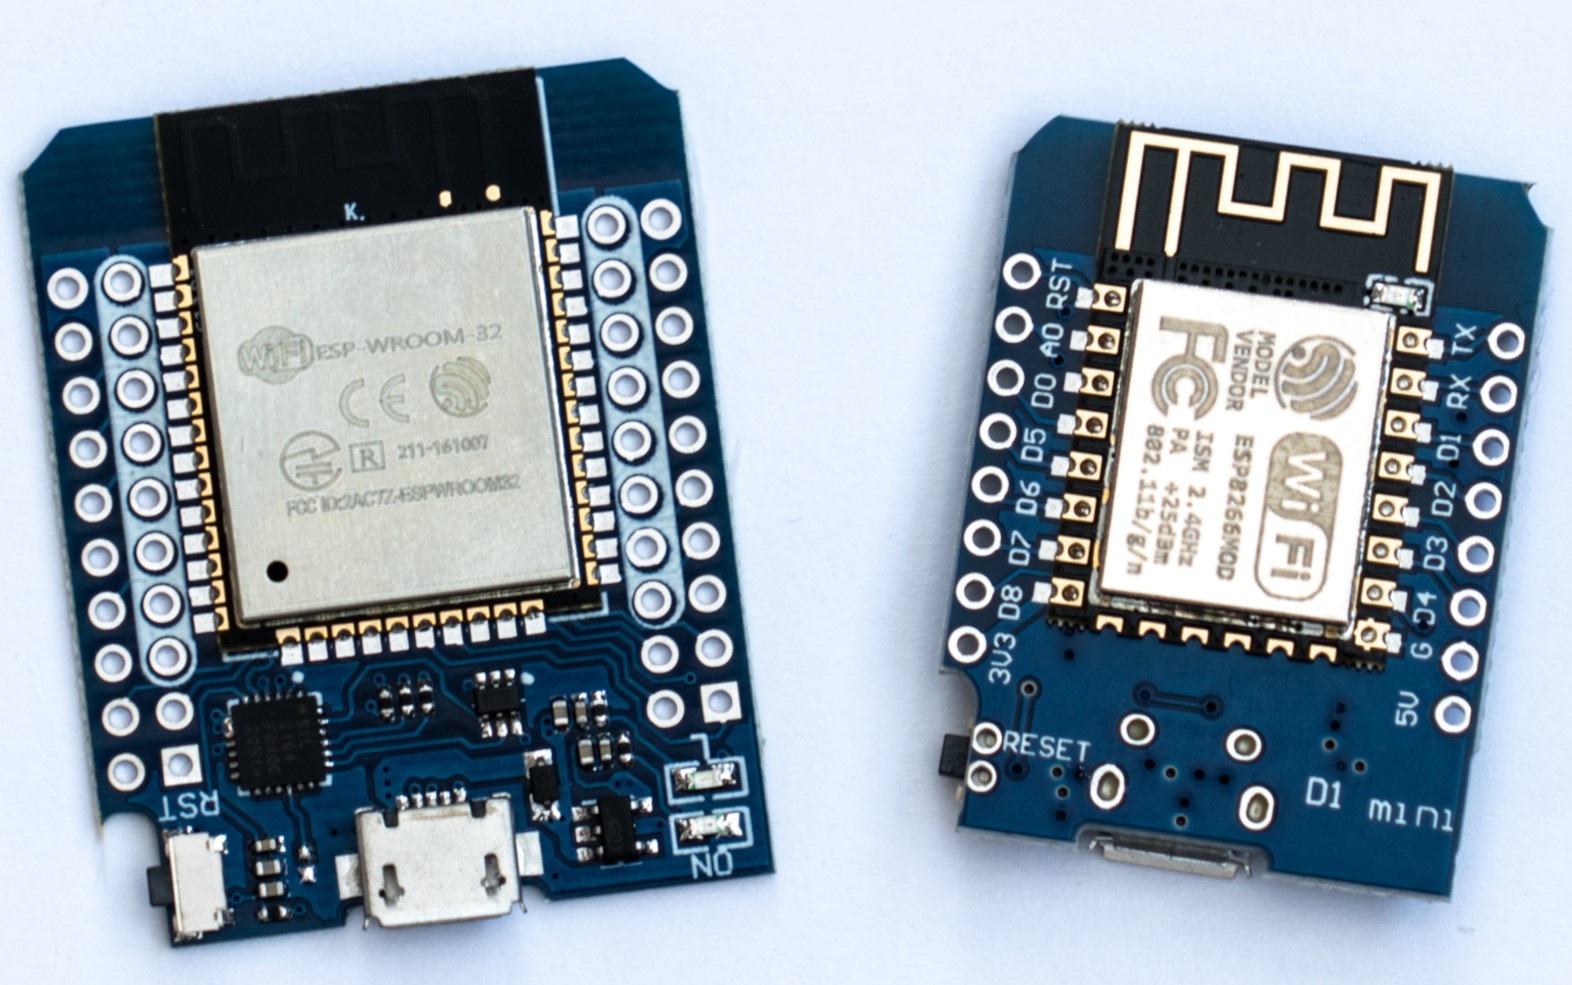 K.
WiFi ESP-WROOM-32
CE
R 211-161007
FCC ID:2AC7Z-ESPWROOM32
RST
ON
RST
A0
D0
D5
D6
D7
D8
3V3
MODEL ESP8266MOD
VENDOR
ISM 2.4GHz
PA +25dBm
802.11b/g/n
FC
WiFi
TX
RX
D1
D2
D3
D4
G
5V
RESET
D1 mini